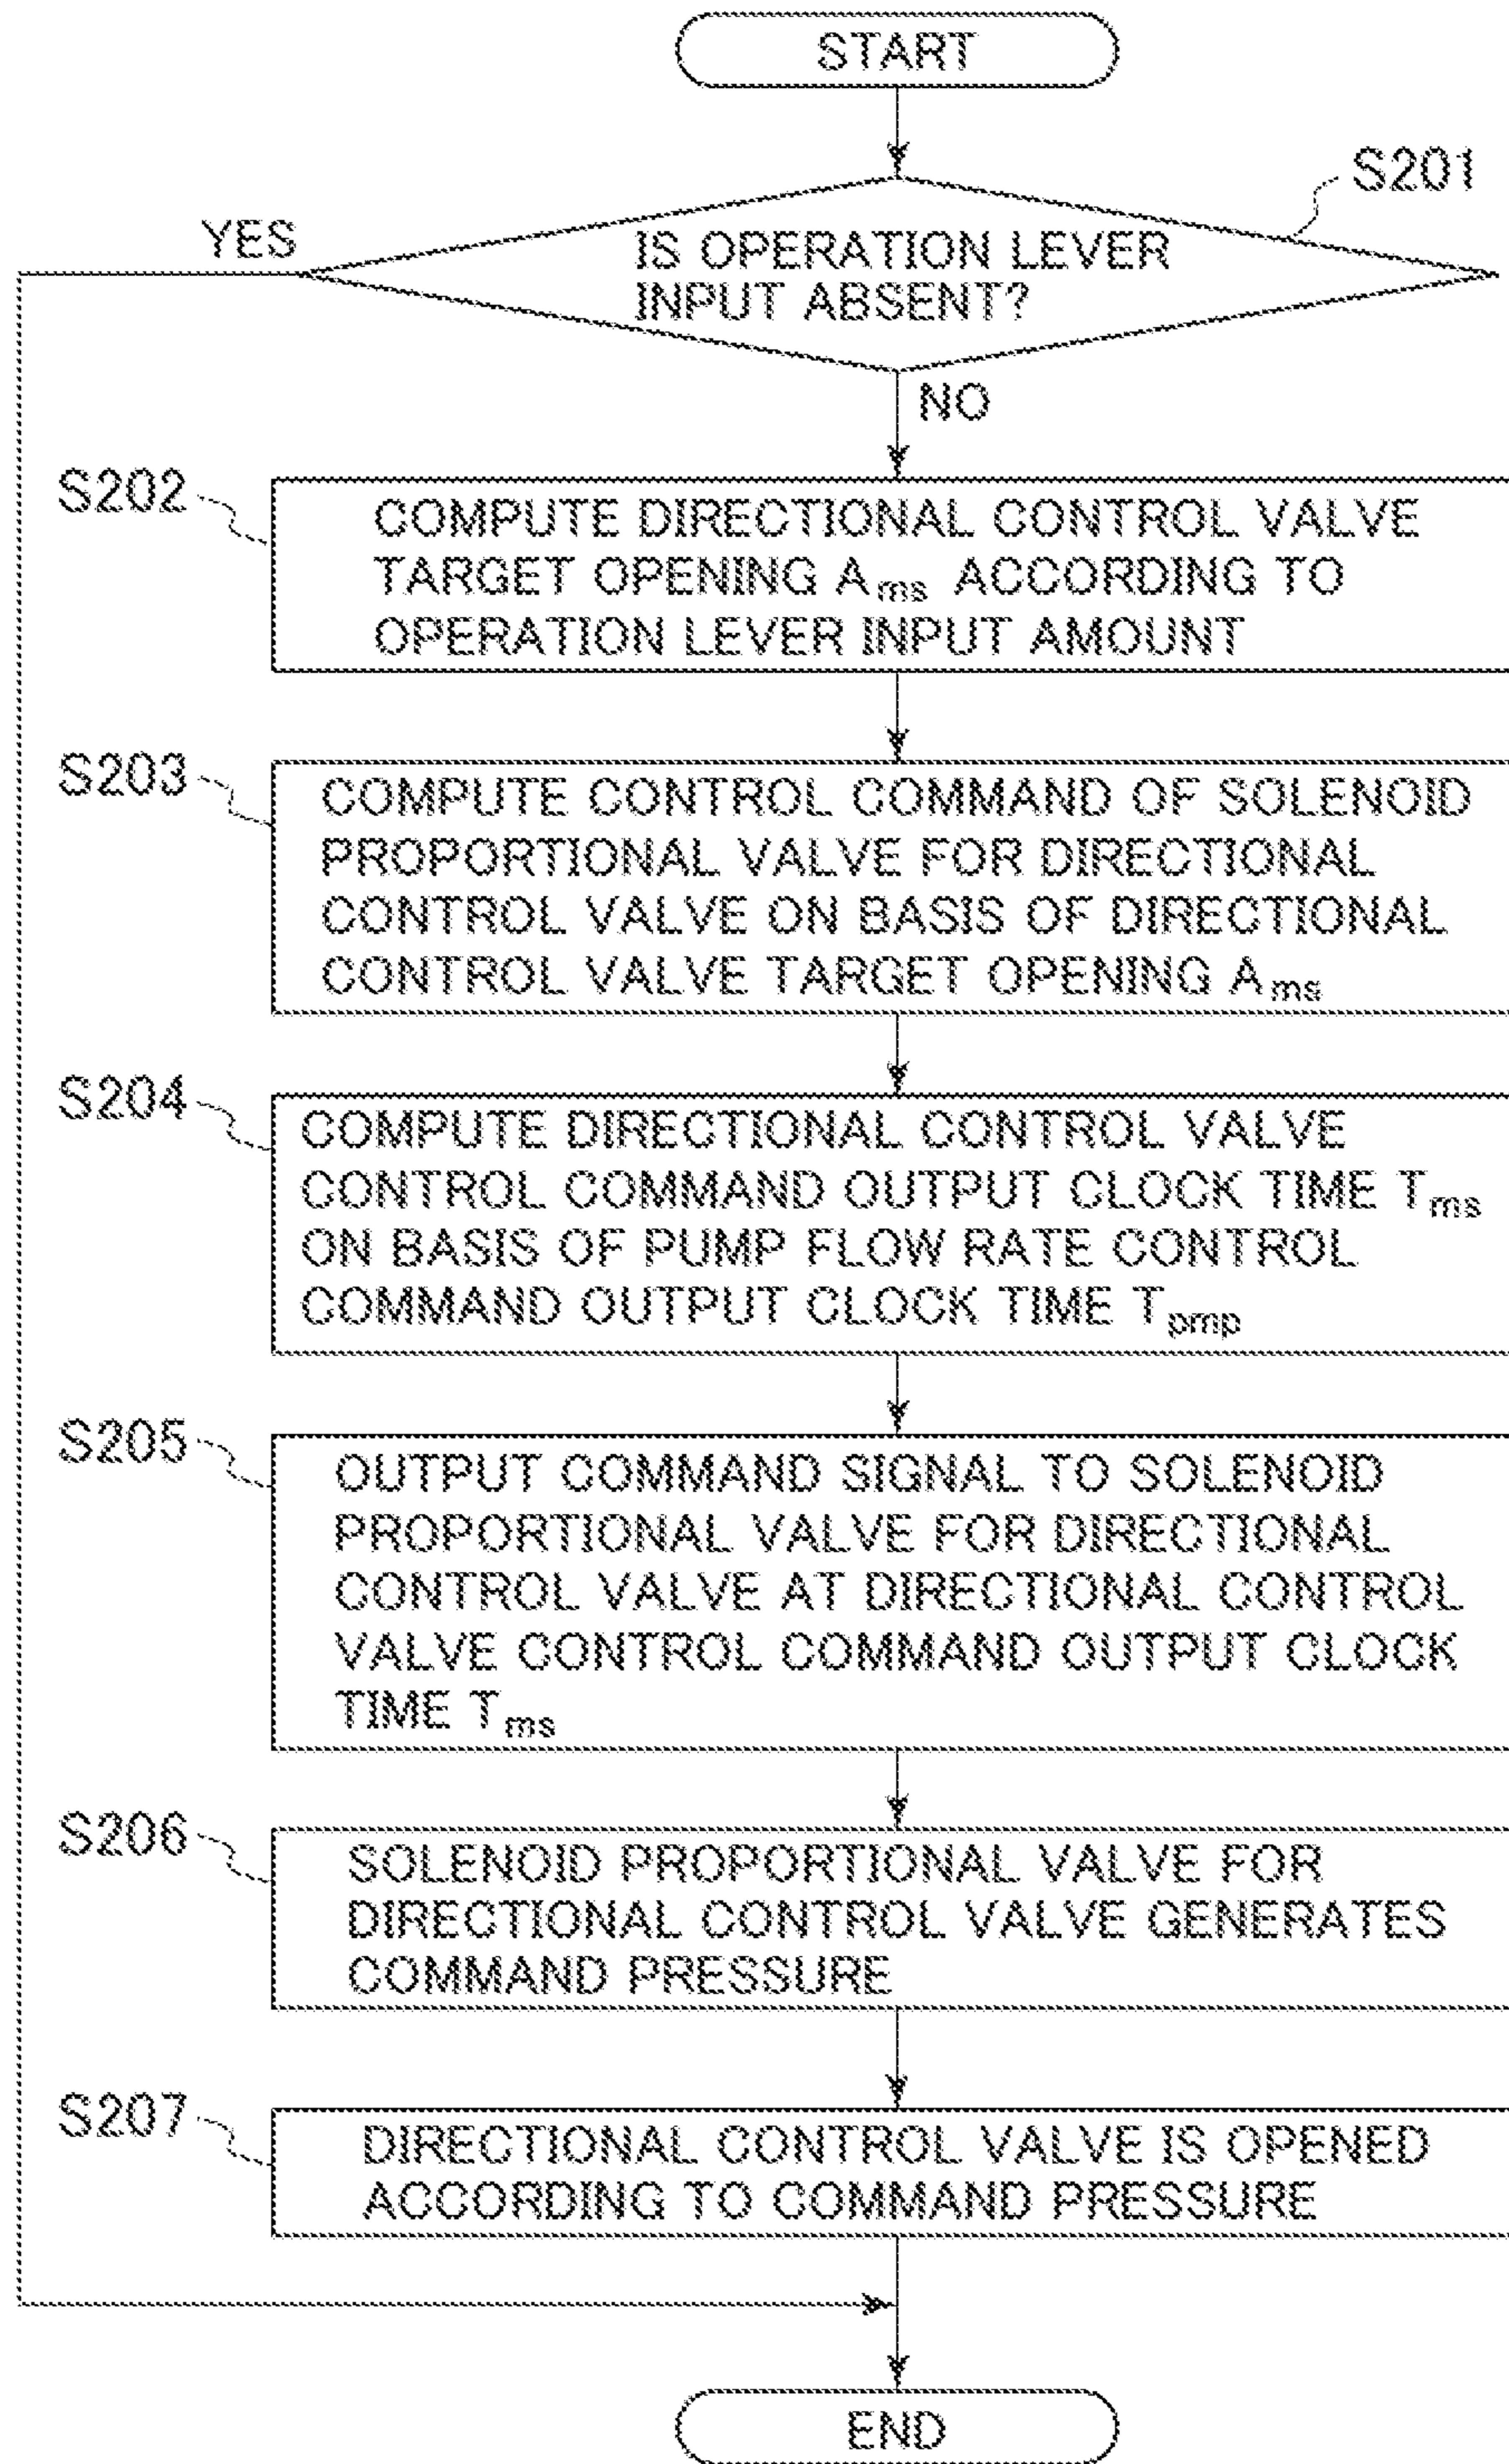 START
S201
YES
IS OPERATION LEVER
INPUT ABSENT?
NO
S202
COMPUTE DIRECTIONAL CONTROL VALVE
TARGET OPENING Ams ACCORDING TO
OPERATION LEVER INPUT AMOUNT
S203
COMPUTE CONTROL COMMAND OF SOLENOID
PROPORTIONAL VALVE FOR DIRECTIONAL
CONTROL VALVE ON BASIS OF DIRECTIONAL
CONTROL VALVE TARGET OPENING Ams
S204
COMPUTE DIRECTIONAL CONTROL VALVE
CONTROL COMMAND OUTPUT CLOCK TIME Tms
ON BASIS OF PUMP FLOW RATE CONTROL
COMMAND OUTPUT CLOCK TIME Tpmp
S205
OUTPUT COMMAND SIGNAL TO SOLENOID
PROPORTIONAL VALVE FOR DIRECTIONAL
CONTROL VALVE AT DIRECTIONAL CONTROL
VALVE CONTROL COMMAND OUTPUT CLOCK
TIME Tms
S206
SOLENOID PROPORTIONAL VALVE FOR
DIRECTIONAL CONTROL VALVE GENERATES
COMMAND PRESSURE
S207
DIRECTIONAL CONTROL VALVE IS OPENED
ACCORDING TO COMMAND PRESSURE
END